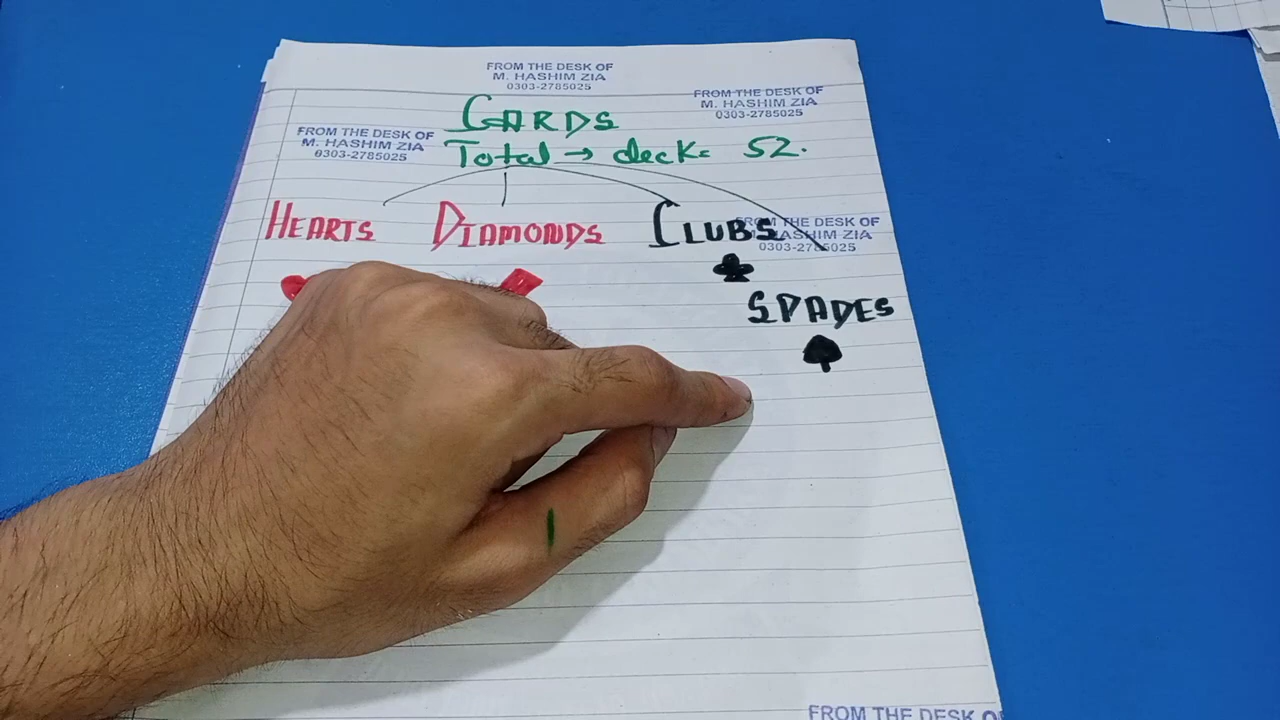 FROM THE DESK OF
M. HASHIM ZIA
0303-2785025
FROM THE DESK OF
M. HASHIM ZIA
0303-2785025
CARDS
FROM THE DESK OF
M. HASHIM ZIA
0303-2785025
Total → deck 52.
HEARTS DIAMONDS CLUBS
FROM THE DESK OF
M. HASHIM ZIA
0303-2785025
SPADES
FROM THE DESK O